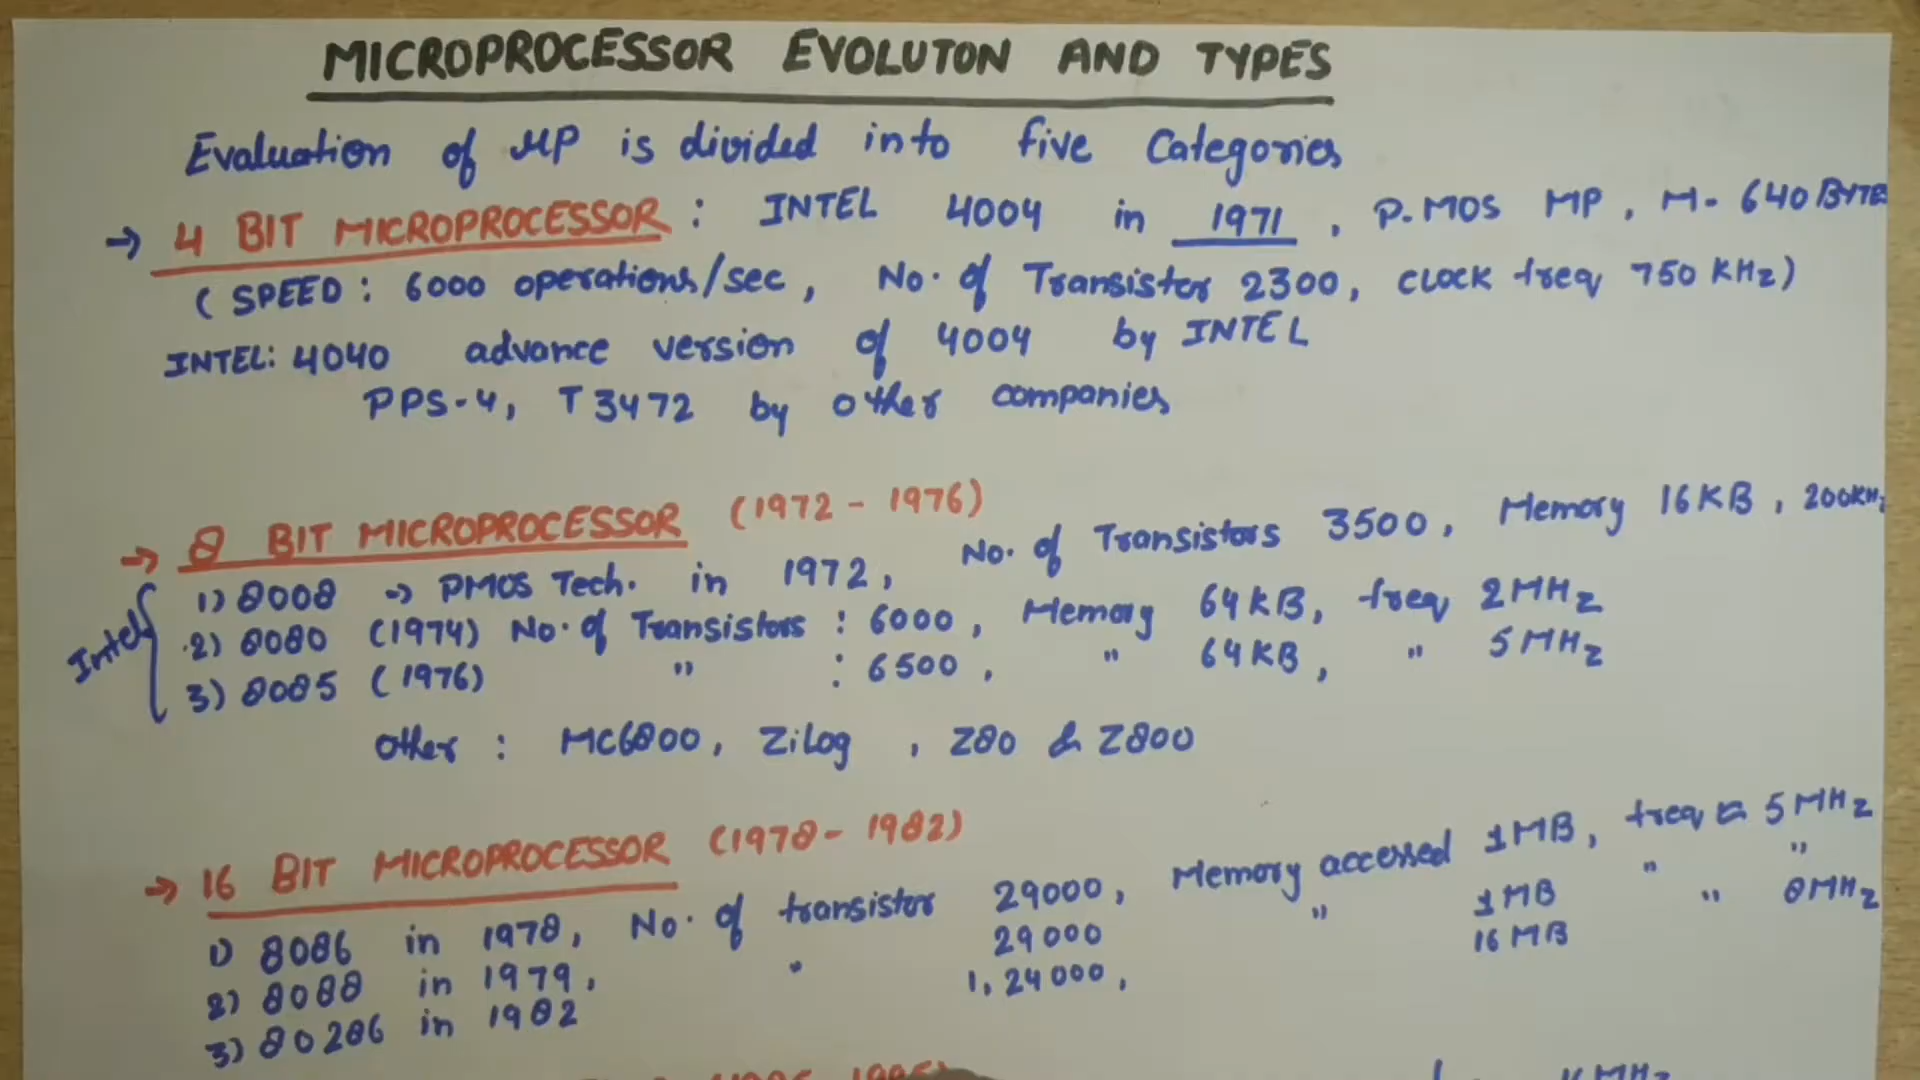 MICROPROCESSOR EVOLUTON AND TYPES
Evaluation of MP is divided into five Categories
→ 4 BIT MICROPROCESSOR : INTEL 4004 in 1971, P.MOS MP, M- 640 BYTE
( SPEED : 6000 operations/sec, No. of Transistor 2300, clock freq 750 KHz)
INTEL: 4040 advance version of 4004 by INTEL
PPS-4, T3472 by other companies
→ 8 BIT MICROPROCESSOR (1972 - 1976)
Intel
1) 8008 → PMOS Tech. in 1972, No. of Transistors 3500, Memory 16KB, 200KHz
2) 8080 (1974) No. of Transistors : 6000, Memory 64KB, freq 2MHz
3) 8085 (1976) " : 6500, " 64KB, " 5MHz
other : MC6800, Zilog, Z80 & Z800
→ 16 BIT MICROPROCESSOR (1978 - 1982)
1) 8086 in 1978, No. of transistor 29000, Memory accessed 1MB, freq 5MHz
2) 8088 in 1979, " 29000 " 1MB " "
3) 80286 in 1982 1,24000, 16MB " 8MHz